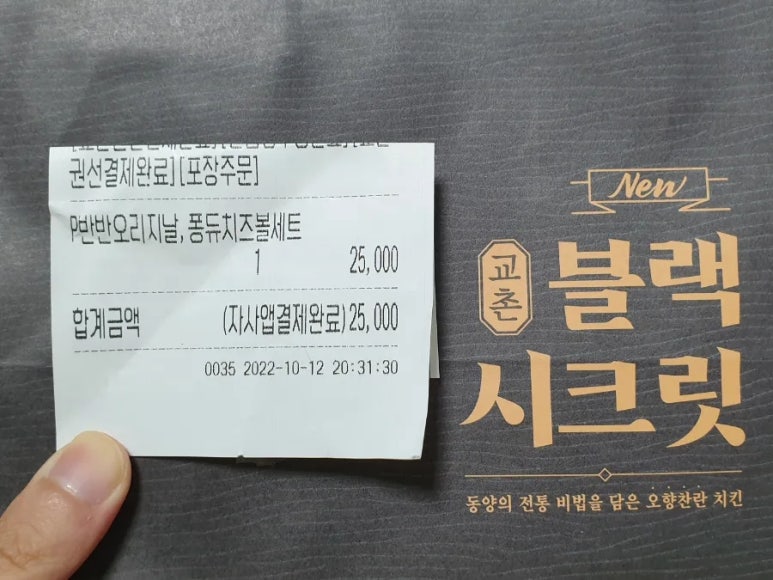 권선결제완료][포장주문]
P반반오리지날, 퐁듀치즈볼세트
1 25,000
합계금액 (자사앱결제완료)25,000
0035 2022-10-12 20:31:30
New
교촌 블랙
시크릿
동양의 전통 비법을 담은 오향찬란 치킨